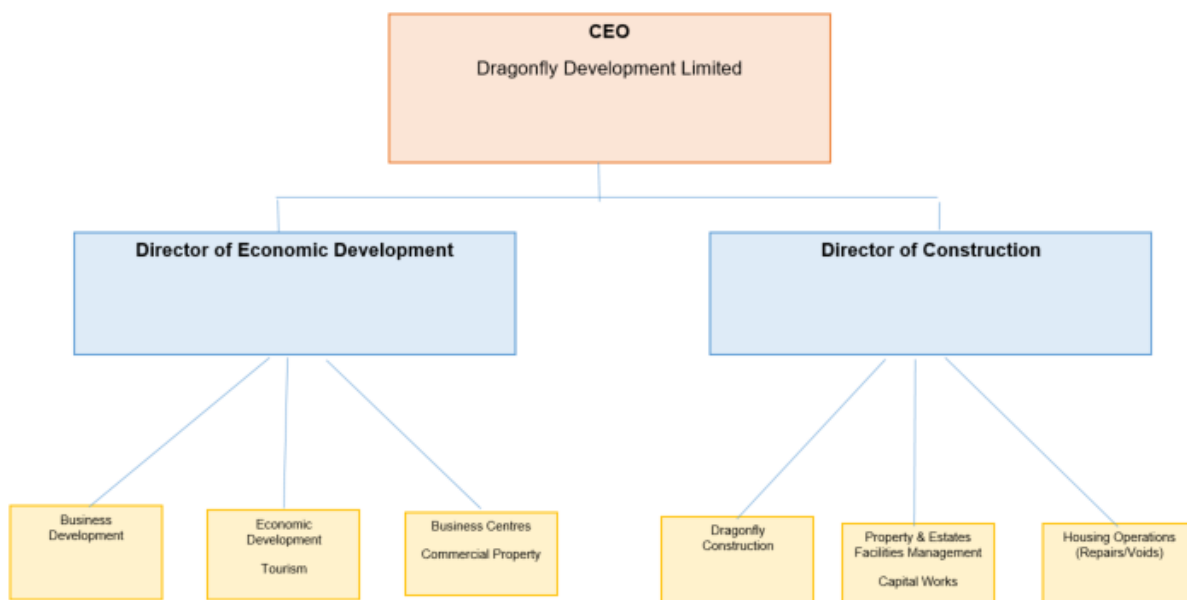 CEO
Dragonfly Development Limited
Director of Economic Development
Director of Construction
Business
Development
Economic
Development
Tourism
Business Centres
Commercial Property
Dragonfly
Construction
Property & Estates
Facilities Management
Capital Works
Housing Operations
(Repairs/Voids)